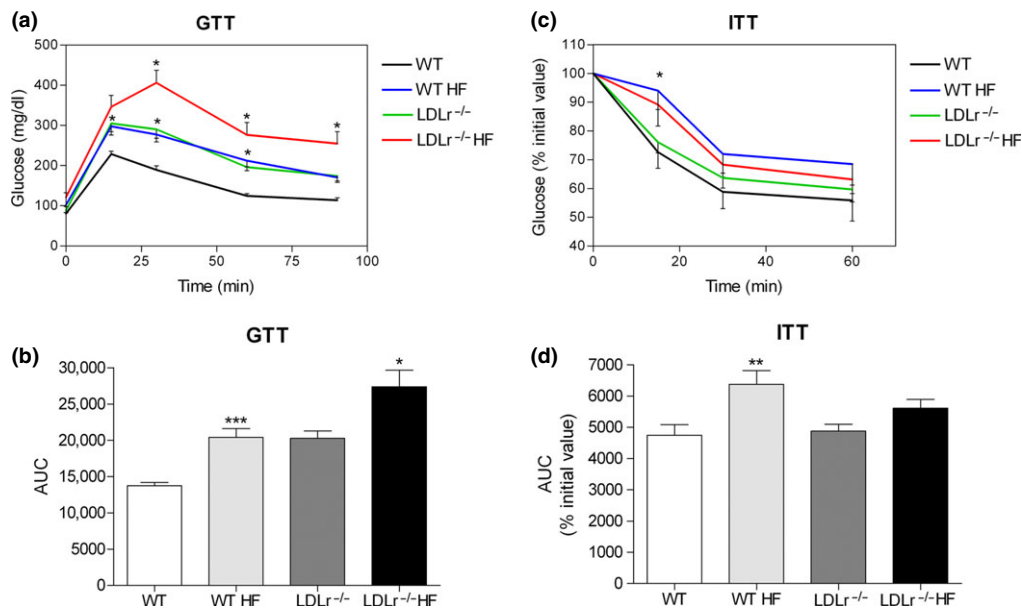 (a)
GTT
Glucose (mg/dl)
500
400
300
200
100
0
0 25 50 75 100
Time (min)
* * * * * *
WT
WT HF
LDLr⁻/⁻
LDLr⁻/⁻HF
(c)
ITT
Glucose (% initial value)
110
100
90
80
70
60
50
40
0 20 40 60
Time (min)
*
WT
WT HF
LDLr⁻/⁻
LDLr⁻/⁻HF
(b)
GTT
AUC
30,000
25,000
20,000
15,000
10,000
5000
0
***
*
WT WT HF LDLr⁻/⁻ LDLr⁻/⁻HF
(d)
ITT
AUC
(% initial value)
7000
6000
5000
4000
3000
2000
1000
0
**
WT WT HF LDLr⁻/⁻ LDLr⁻/⁻HF